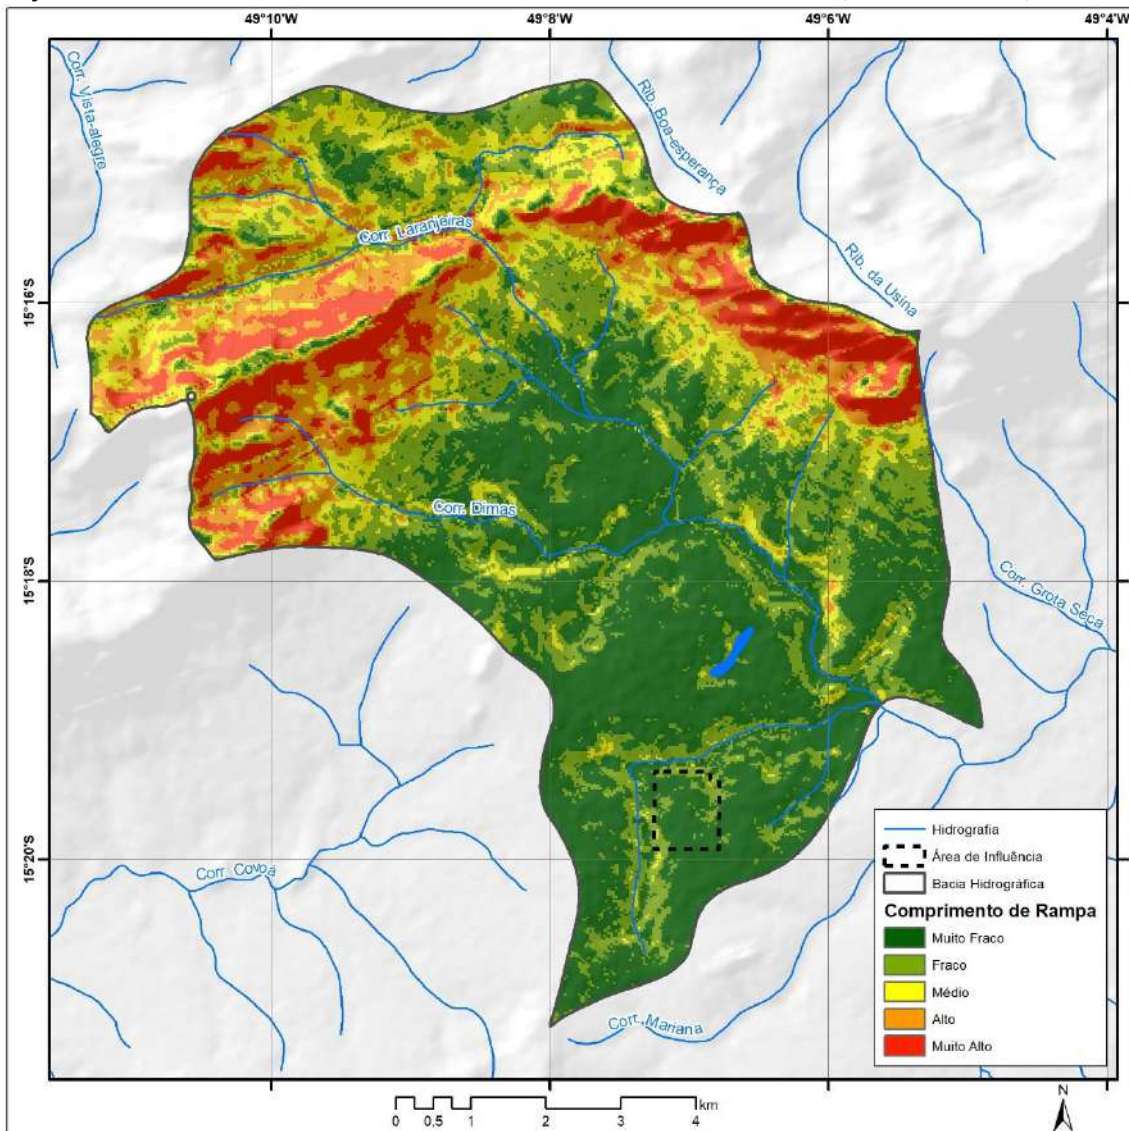 49°10'W 49°8'W 49°6'W 49°4'W
Corr. Vista-alegre
Rib. Boa-esperança
Corr. Laranjeiras
Rib. da Usina
15°16'S
Corr. Dimas
15°18'S
Corr. Grota Seca
15°20'S
Corr. Covoá
Corr. Mariana
Hidrografia
Área de Influência
Bacia Hidrográfica
Comprimento de Rampa
Muito Fraco
Fraco
Médio
Alto
Muito Alto
0 0,5 1 2 3 4 km
N